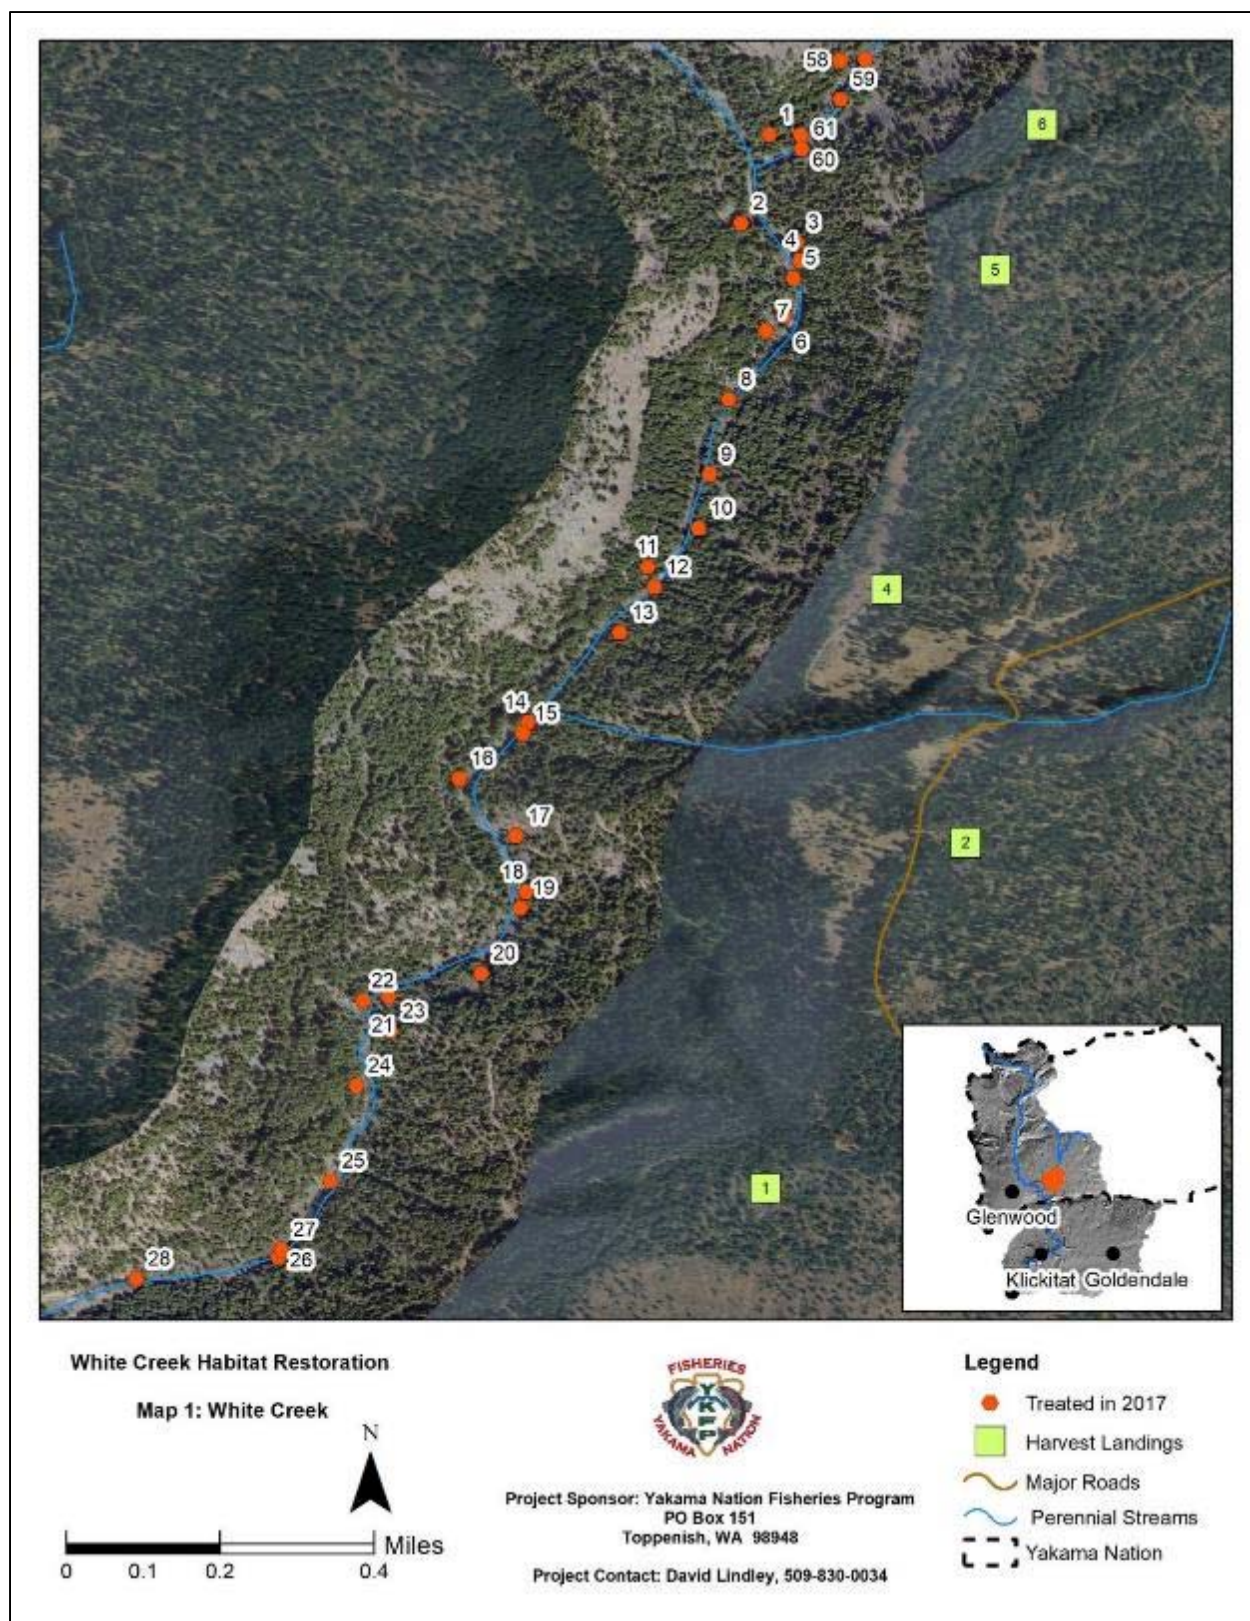 58
59
6
1
61
60
2
3
4
5
5
7
6
8
9
10
11
12
4
13
14
15
16
17
2
18
19
20
22
23
21
24
25
1
27
26
28
Glenwood
Klickitat Goldendale
White Creek Habitat Restoration
Map 1: White Creek
N
Miles
0 0.1 0.2 0.4
FISHERIES
YKFP
YAKAMA NATION
Project Sponsor: Yakama Nation Fisheries Program
PO Box 151
Toppenish, WA 98948
Project Contact: David Lindley, 509-830-0034
Legend
Treated in 2017
Harvest Landings
Major Roads
Perennial Streams
Yakama Nation